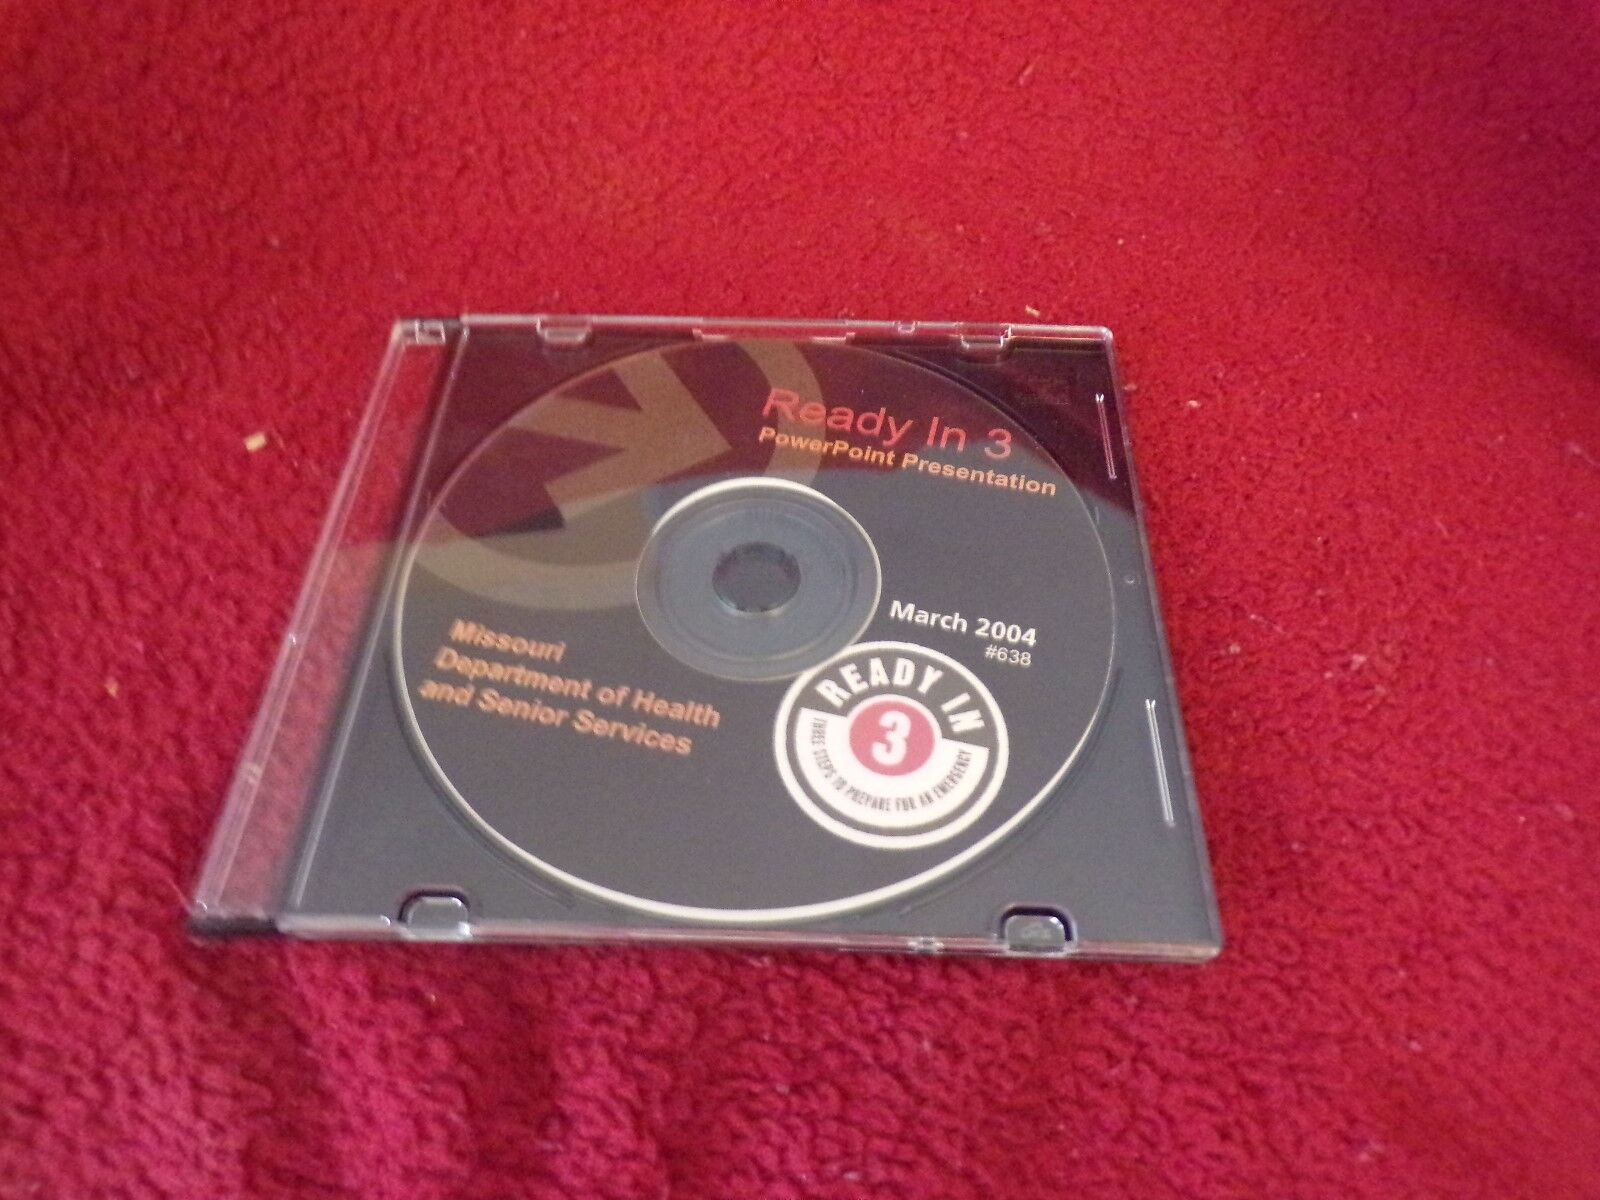 Ready In 3
PowerPoint Presentation
March 2004
#638
Missouri
Department of Health
and Senior Services
READY IN
3
THREE STEPS TO PREPARE FOR AN EMERGENCY